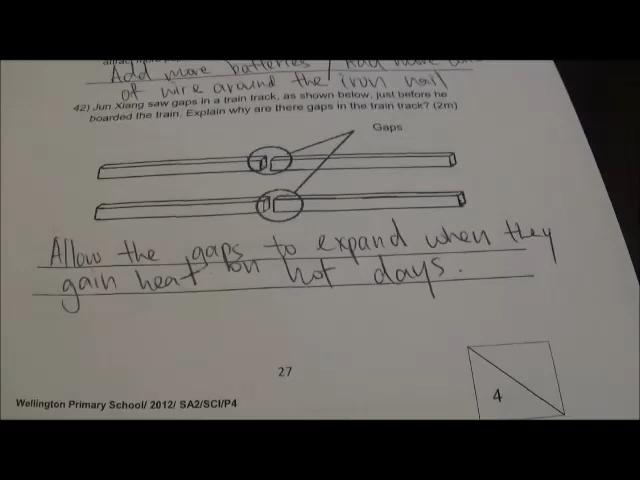 Add more batteries / Add more
of wire around the iron nail
42) Jun Xiang saw gaps in a train track, as shown below, just before he
boarded the train. Explain why are there gaps in the train track? (2m)
Gaps
Allow the gaps to expand when they
gain heat on hot days.
27
4
Wellington Primary School/ 2012/ SA2/SCI/P4